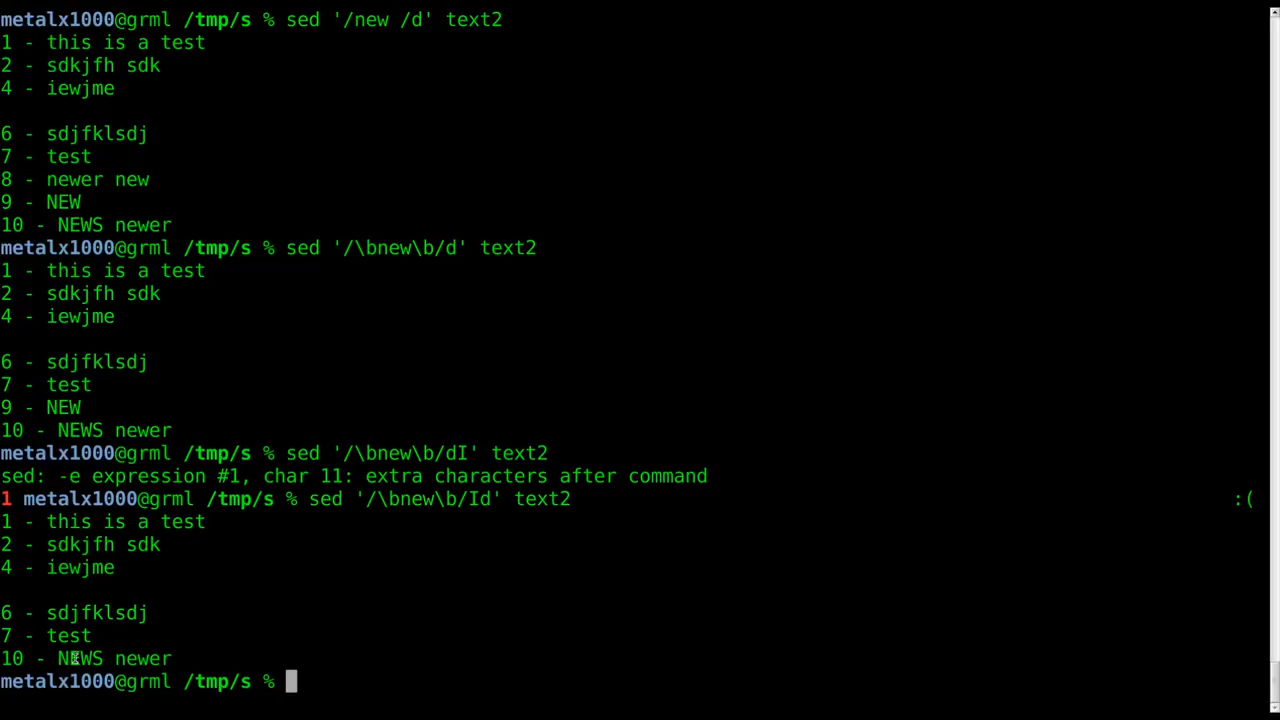 metalx1000@grml /tmp/s % sed '/new /d' text2
1 - this is a test
2 - sdkjfh sdk
4 - iewjme
6 - sdjfklsdj
7 - test
8 - newer new
9 - NEW
10 - NEWS newer
metalx1000@grml /tmp/s % sed '/\bnew\b/d' text2
1 - this is a test
2 - sdkjfh sdk
4 - iewjme
6 - sdjfklsdj
7 - test
9 - NEW
10 - NEWS newer
metalx1000@grml /tmp/s % sed '/\bnew\b/dI' text2
sed: -e expression #1, char 11: extra characters after command
1 metalx1000@grml /tmp/s % sed '/\bnew\b/Id' text2 :(
1 - this is a test
2 - sdkjfh sdk
4 - iewjme
6 - sdjfklsdj
7 - test
10 - NEWS newer
metalx1000@grml /tmp/s %